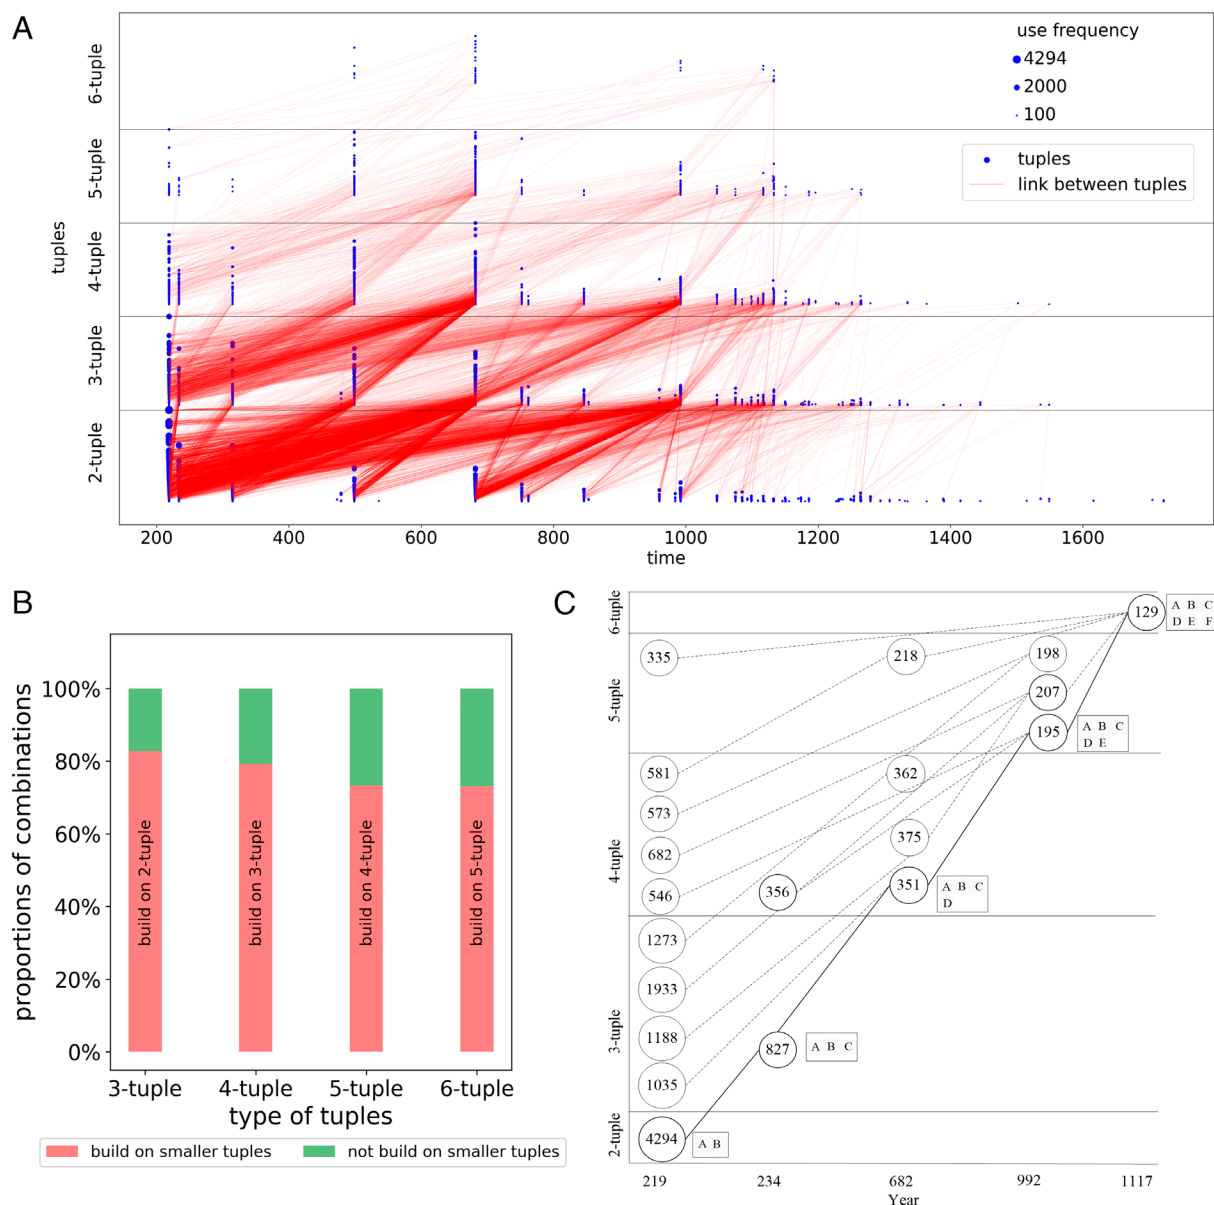 A
tuples
6-tuple
5-tuple
4-tuple
3-tuple
2-tuple
use frequency
4294
2000
100
tuples
link between tuples
200 400 600 800 1000 1200 1400 1600
time
B
proportions of combinations
100%
80%
60%
40%
20%
0%
build on 2-tuple
build on 3-tuple
build on 4-tuple
build on 5-tuple
3-tuple 4-tuple 5-tuple 6-tuple
type of tuples
build on smaller tuples
not build on smaller tuples
C
6-tuple
5-tuple
4-tuple
3-tuple
2-tuple
129
A B C
D E F
335
218
198
207
195
A B C
D E
581
362
573
375
682
546
356
351
A B C
D
1273
1933
1188
827
A B C
1035
4294
A B
219 234 682 992 1117
Year